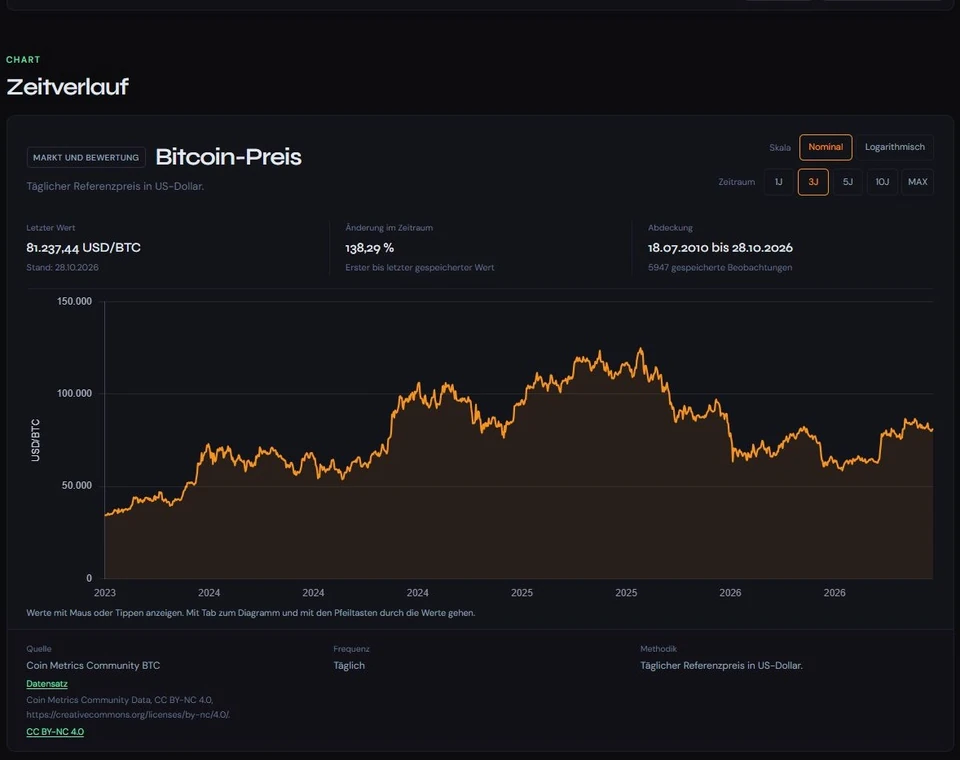 CHART
Zeitverlauf
MARKT UND BEWERTUNG
Bitcoin-Preis
Täglicher Referenzpreis in US-Dollar.
Skala
Nominal
Logarithmisch
Zeitraum
1J
3J
5J
10J
MAX
Letzter Wert
81.237,44 USD/BTC
Stand: 28.10.2026
Änderung im Zeitraum
138,29 %
Erster bis letzter gespeicherter Wert
Abdeckung
18.07.2010 bis 28.10.2026
5947 gespeicherte Beobachtungen
150.000
100.000
50.000
0
USD/BTC
2023
2024
2024
2024
2025
2025
2026
2026
Werte mit Maus oder Tippen anzeigen. Mit Tab zum Diagramm und mit den Pfeiltasten durch die Werte gehen.
Quelle
Coin Metrics Community BTC
Datensatz
Coin Metrics Community Data, CC BY-NC 4.0,
https://creativecommons.org/licenses/by-nc/4.0/.
CC BY-NC 4.0
Frequenz
Täglich
Methodik
Täglicher Referenzpreis in US-Dollar.